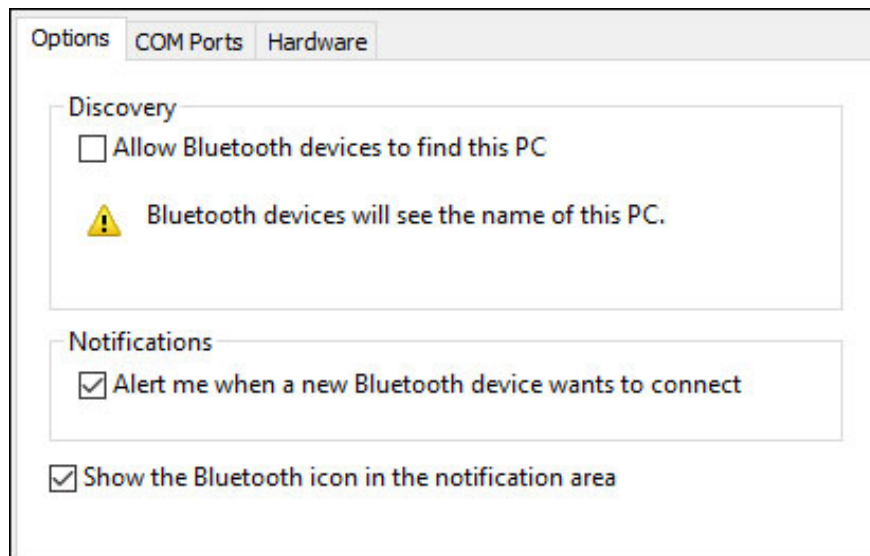 Options COM Ports Hardware
Discovery
Allow Bluetooth devices to find this PC
Bluetooth devices will see the name of this PC.
Notifications
Alert me when a new Bluetooth device wants to connect
Show the Bluetooth icon in the notification area